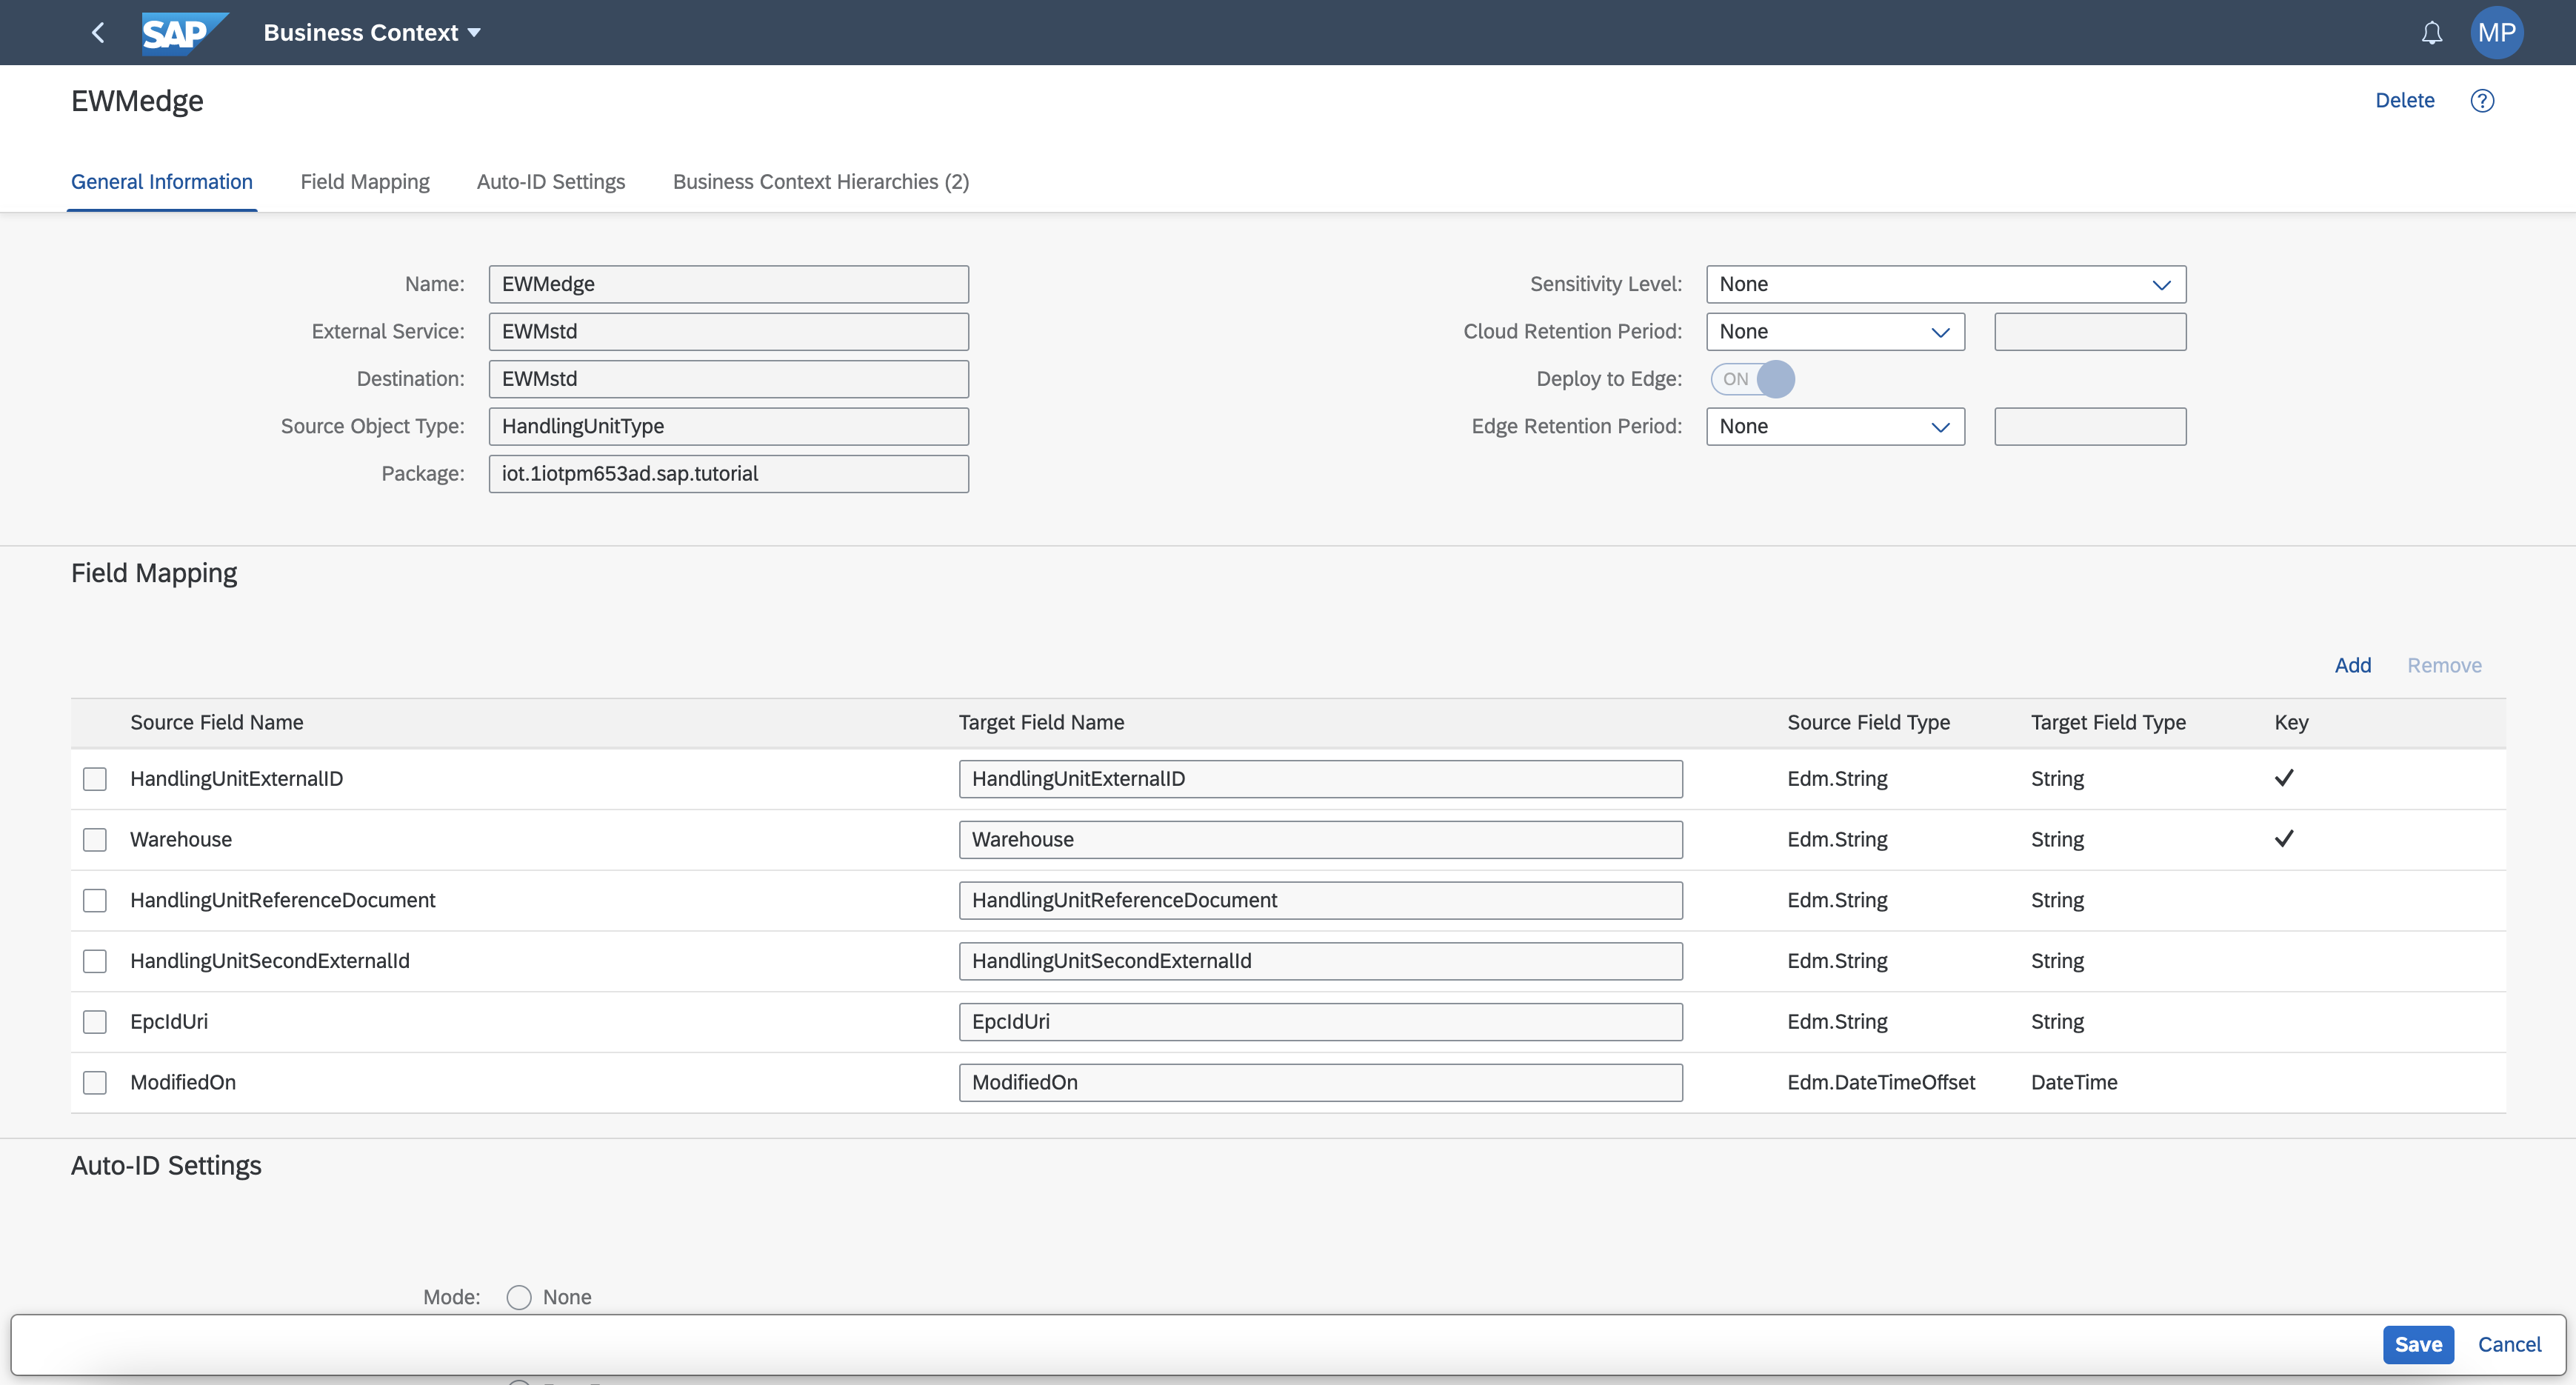 SAP Business Context MP
EWMedge Delete ?
General Information Field Mapping Auto-ID Settings Business Context Hierarchies (2)
Name: EWMedge Sensitivity Level: None
External Service: EWMstd Cloud Retention Period: None
Destination: EWMstd Deploy to Edge: ON
Source Object Type: HandlingUnitType Edge Retention Period: None
Package: iot.1iotpm653ad.sap.tutorial
Field Mapping
Add Remove
Source Field Name Target Field Name Source Field Type Target Field Type Key
HandlingUnitExternalID HandlingUnitExternalID Edm.String String
Warehouse Warehouse Edm.String String
HandlingUnitReferenceDocument HandlingUnitReferenceDocument Edm.String String
HandlingUnitSecondExternalId HandlingUnitSecondExternalId Edm.String String
EpcIdUri EpcIdUri Edm.String String
ModifiedOn ModifiedOn Edm.DateTimeOffset DateTime
Auto-ID Settings
Mode: None
Save Cancel